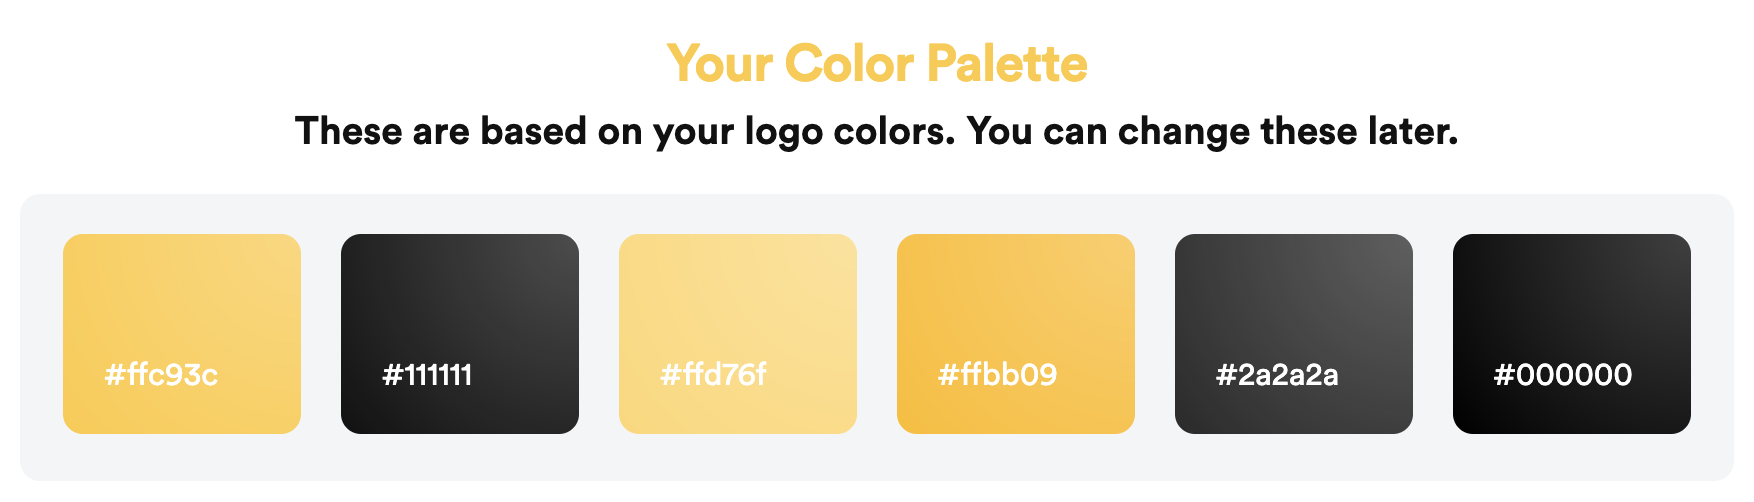 Your Color Palette
These are based on your logo colors. You can change these later.
#ffc93c #111111 #ffd76f #ffbb09 #2a2a2a #000000